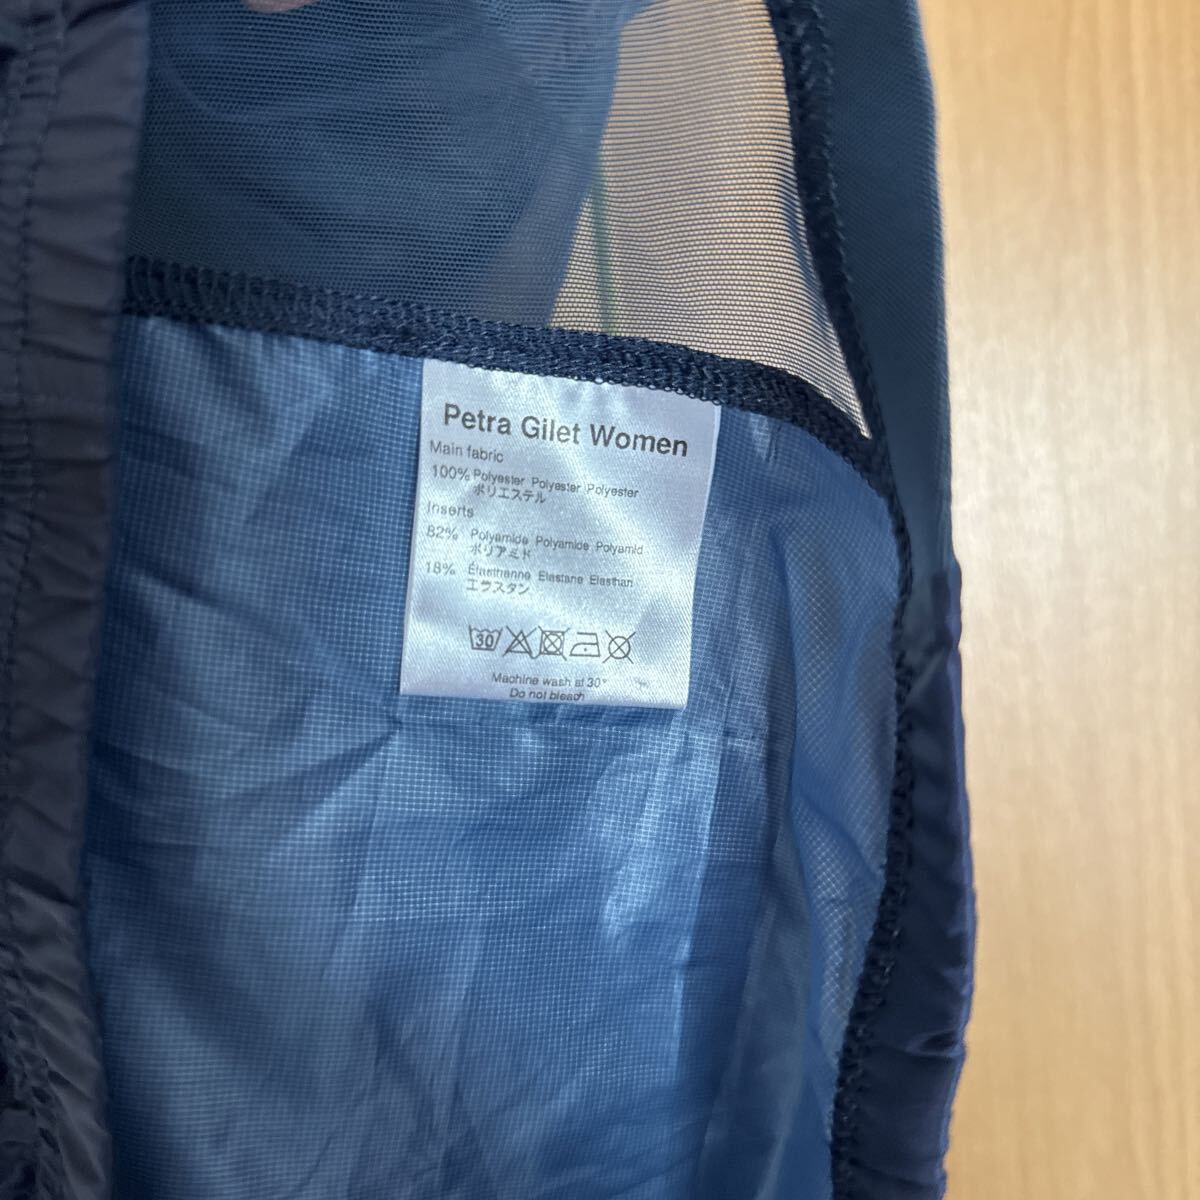 Petra Gilet Women
Main fabric
100% Polyester Polyester Polyester
ポリエステル
Inserts
82% Polyamide Polyamide Polyamid
ポリアミド
18% Élasthanne Elastane Elasthan
エラスタン
30
Machine wash at 30°
Do not bleach